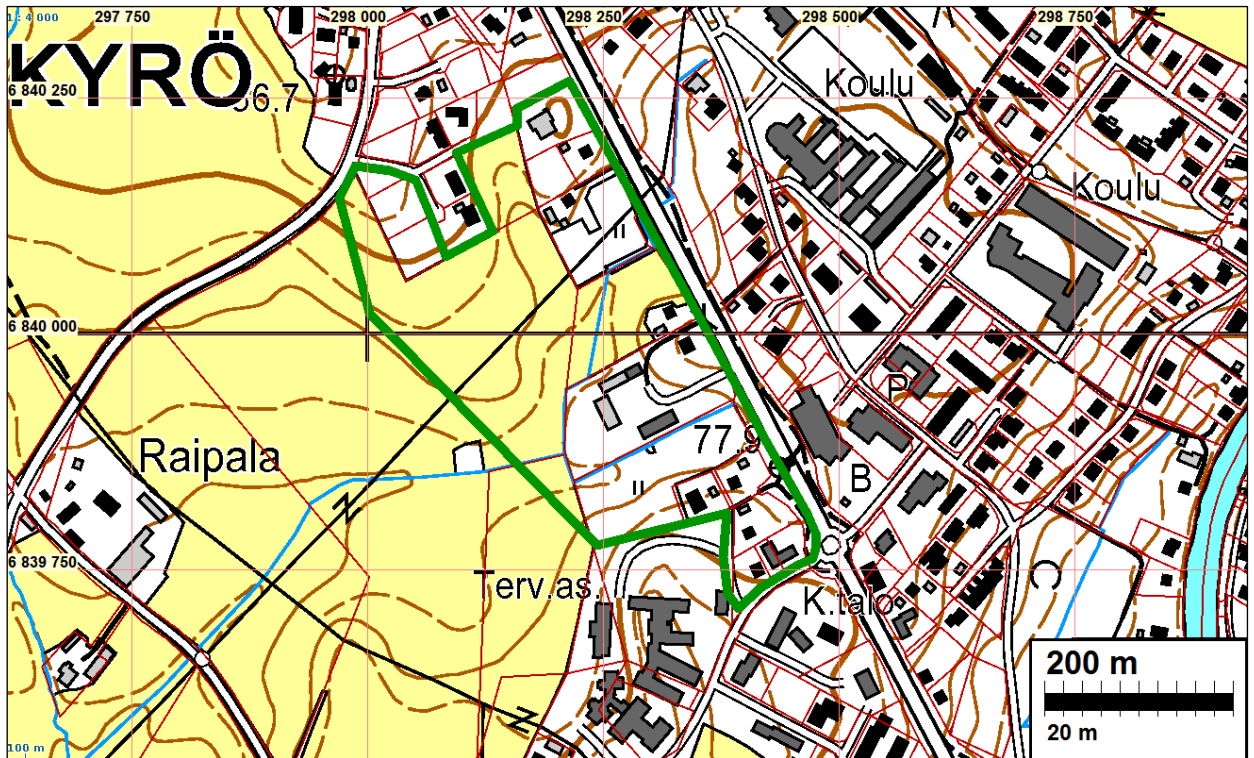 1: 4 000
297 750
298 000
298 250
298 500
298 750
KYRÖ
66.7
6 840 250
Koulu
Koulu
6 840 000
P
77.9
Raipala
B
6 839 750
Terv.as.
K.talo
200 m
20 m
100 m